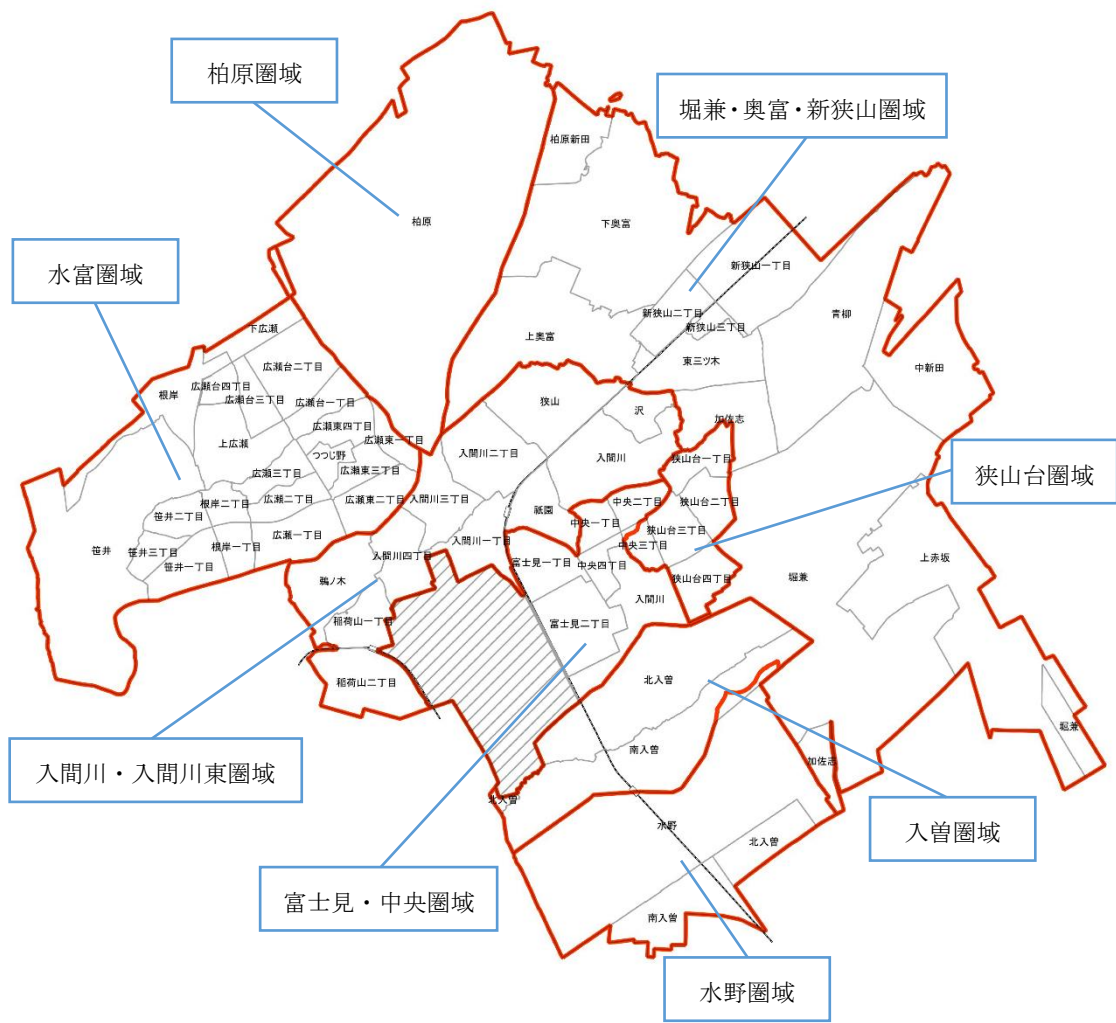 柏原圏域
堀兼・奥富・新狭山圏域
柏原新田
柏原
下奥富
新狭山一丁目
水富圏域
新狭山二丁目
青柳
新狭山三丁目
下広瀬
上奥富
東三ツ木
広瀬台二丁目
中新田
根岸
広瀬台四丁目
広瀬台三丁目
広瀬台一丁目
狭山
沢
加佐志
広瀬東四丁目
上広瀬
広瀬東一丁目
つつじ野
入間川二丁目
入間川
狭山台一丁目
狭山台圏域
広瀬三丁目
広瀬東三丁目
根岸二丁目
広瀬二丁目
広瀬東二丁目
入間川三丁目
中央二丁目
狭山台二丁目
笹井二丁目
祗園
中央一丁目
狭山台三丁目
広瀬一丁目
入間川一丁目
中央三丁目
笹井
笹井三丁目
根岸一丁目
入間川四丁目
富士見一丁目
中央四丁目
上赤坂
笹井一丁目
鵜ノ木
狭山台四丁目
堀兼
入間川
稲荷山一丁目
富士見二丁目
稲荷山二丁目
北入曽
堀兼
入間川・入間川東圏域
南入曽
加佐志
北入曽
水野
入曽圏域
北入曽
富士見・中央圏域
南入曽
水野圏域